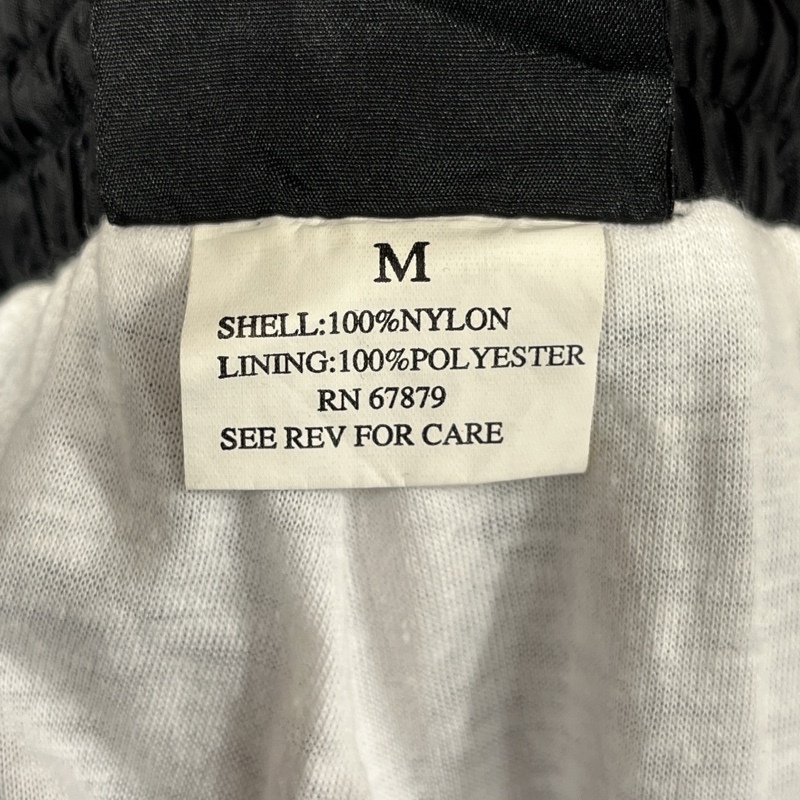 M
SHELL:100%NYLON
LINING:100%POLYESTER
RN 67879
SEE REV FOR CARE